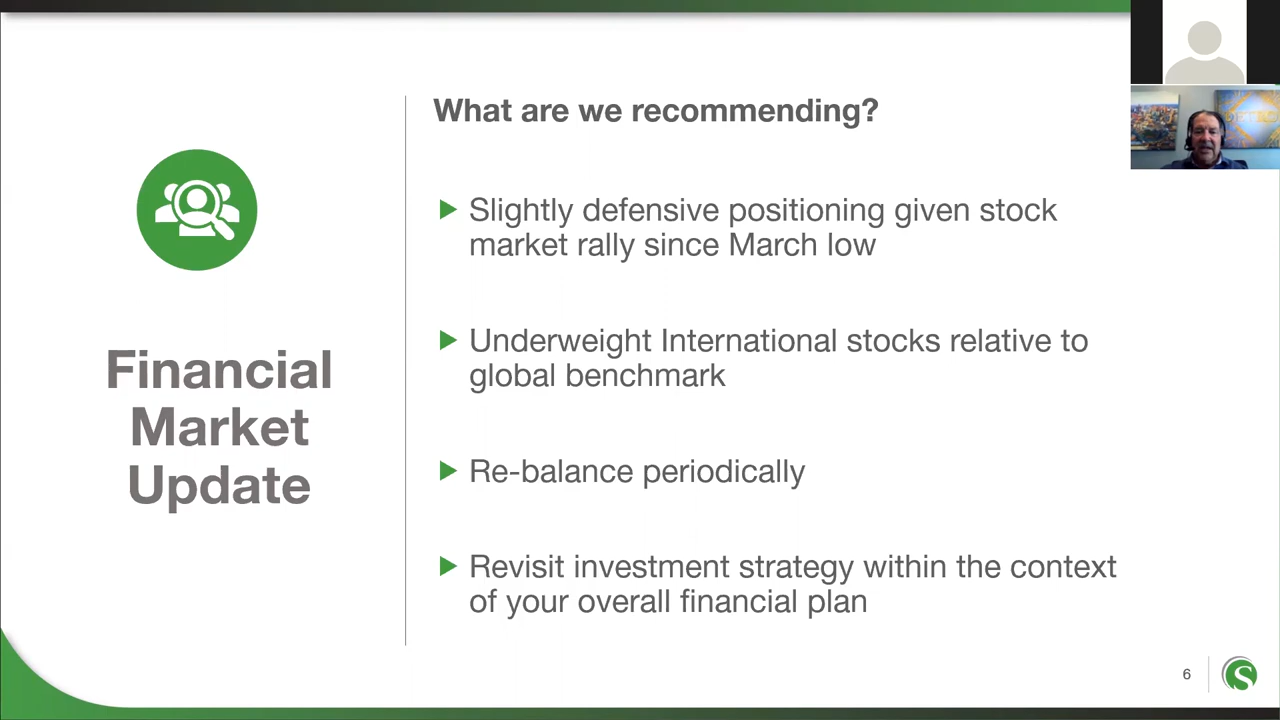 What are we recommending?
Slightly defensive positioning given stock
market rally since March low
Underweight International stocks relative to
global benchmark
Re-balance periodically
Revisit investment strategy within the context
of your overall financial plan
Financial
Market
Update
6
S